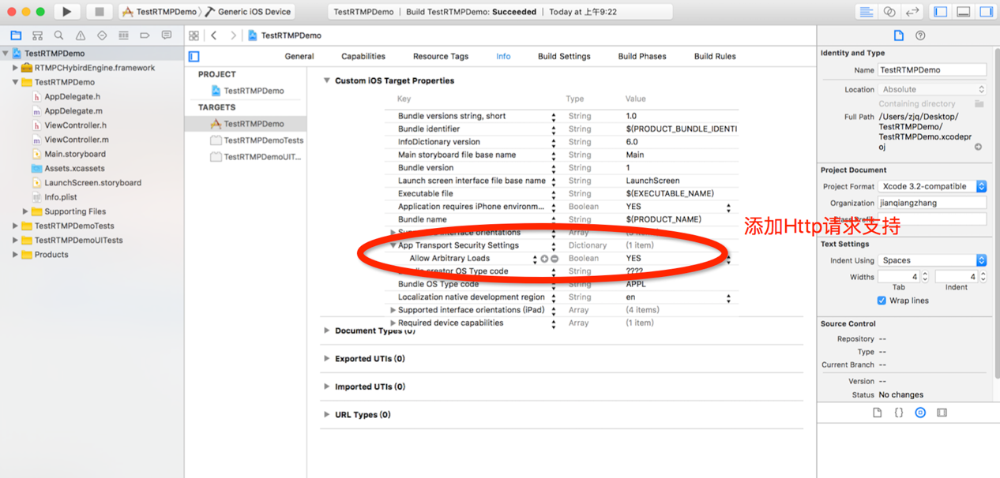 TestRTMPDemo
Generic iOS Device
TestRTMPDemo | Build TestRTMPDemo: Succeeded | Today at 上午9:22
TestRTMPDemo
TestRTMPDemo
RTMPCHybirdEngine.framework
TestRTMPDemo
AppDelegate.h
AppDelegate.m
ViewController.h
ViewController.m
Main.storyboard
Assets.xcassets
LaunchScreen.storyboard
Info.plist
Supporting Files
TestRTMPDemoTests
TestRTMPDemoUITests
Products
General Capabilities Resource Tags Info Build Settings Build Phases Build Rules
PROJECT
TestRTMPDemo
TARGETS
TestRTMPDemo
TestRTMPDemoTests
TestRTMPDemoUIT...
Custom iOS Target Properties
Key Type Value
Bundle versions string, short String 1.0
Bundle identifier String $(PRODUCT_BUNDLE_IDENTI
InfoDictionary version String 6.0
Main storyboard file base name String Main
Bundle version String 1
Launch screen interface file base name String LaunchScreen
Executable file String $(EXECUTABLE_NAME)
Application requires iPhone environm... Boolean YES
Bundle name String $(PRODUCT_NAME)
Supported interface orientations Array
App Transport Security Settings Dictionary (1 item)
Allow Arbitrary Loads Boolean YES
Bundle creator OS Type code String ????
Bundle OS Type code String APPL
Localization native development region String en
Supported interface orientations (iPad) Array (4 items)
Required device capabilities Array (1 item)
Document Types (0)
Exported UTIs (0)
Imported UTIs (0)
URL Types (0)
添加Http请求支持
Identity and Type
Name TestRTMPDemo
Location Absolute
Containing directory
Full Path /Users/zjq/Desktop/
TestRTMPDemo/
TestRTMPDemo.xcodepr
oj
Project Document
Project Format Xcode 3.2-compatible
Organization jianqiangzhang
Class Prefix
Text Settings
Indent Using Spaces
Widths 4 4
Tab Indent
Wrap lines
Source Control
Repository --
Type --
Current Branch --
Version --
Status No changes